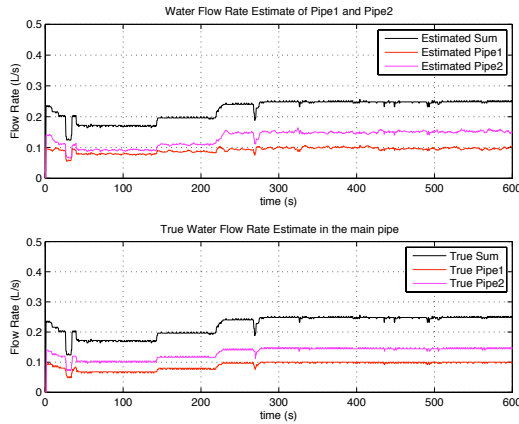 Water Flow Rate Estimate of Pipe1 and Pipe2
0.5
0.4
0.3
0.2
0.1
0
Flow Rate (L/s)
Estimated Sum
Estimated Pipe1
Estimated Pipe2
0 100 200 300 400 500 600
time (s)
True Water Flow Rate Estimate in the main pipe
0.5
0.4
0.3
0.2
0.1
0
Flow Rate (L/s)
True Sum
True Pipe1
True Pipe2
0 100 200 300 400 500 600
time (s)